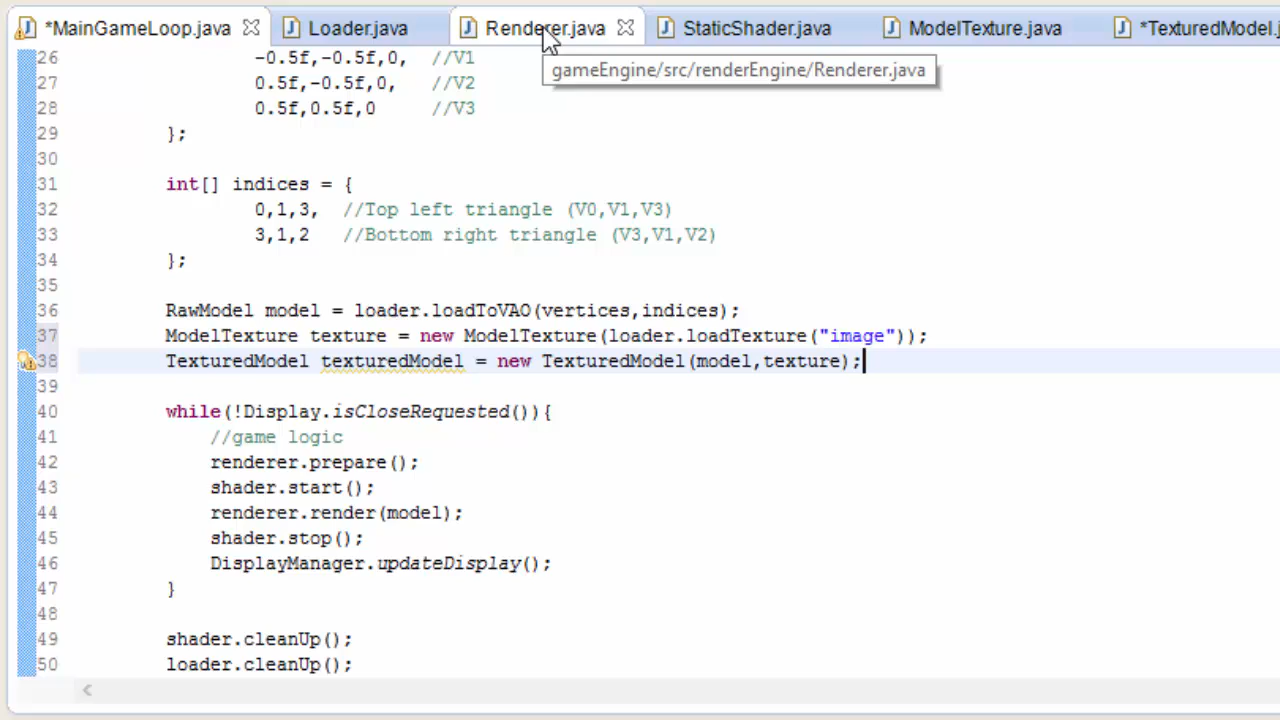 *MainGameLoop.java Loader.java Renderer.java StaticShader.java ModelTexture.java *TexturedModel.j
gameEngine/src/renderEngine/Renderer.java
26 -0.5f,-0.5f,0, //V1
27 0.5f,-0.5f,0, //V2
28 0.5f,0.5f,0 //V3
29 };
30
31 int[] indices = {
32 0,1,3, //Top left triangle (V0,V1,V3)
33 3,1,2 //Bottom right triangle (V3,V1,V2)
34 };
35
36 RawModel model = loader.loadToVAO(vertices,indices);
37 ModelTexture texture = new ModelTexture(loader.loadTexture("image"));
38 TexturedModel texturedModel = new TexturedModel(model,texture);
39
40 while(!Display.isCloseRequested()){
41 //game logic
42 renderer.prepare();
43 shader.start();
44 renderer.render(model);
45 shader.stop();
46 DisplayManager.updateDisplay();
47 }
48
49 shader.cleanUp();
50 loader.cleanUp();